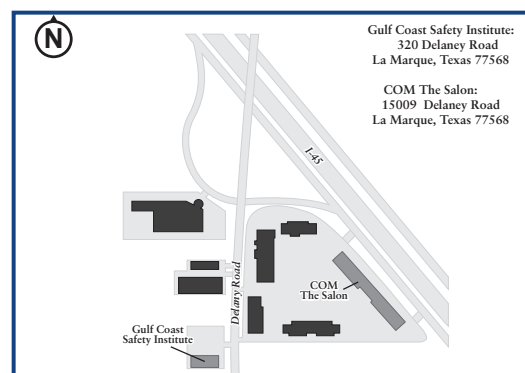 N
Gulf Coast Safety Institute:
320 Delaney Road
La Marque, Texas 77568
COM The Salon:
15009 Delaney Road
La Marque, Texas 77568
I-45
Delany Road
COM
The Salon
Gulf Coast
Safety Institute